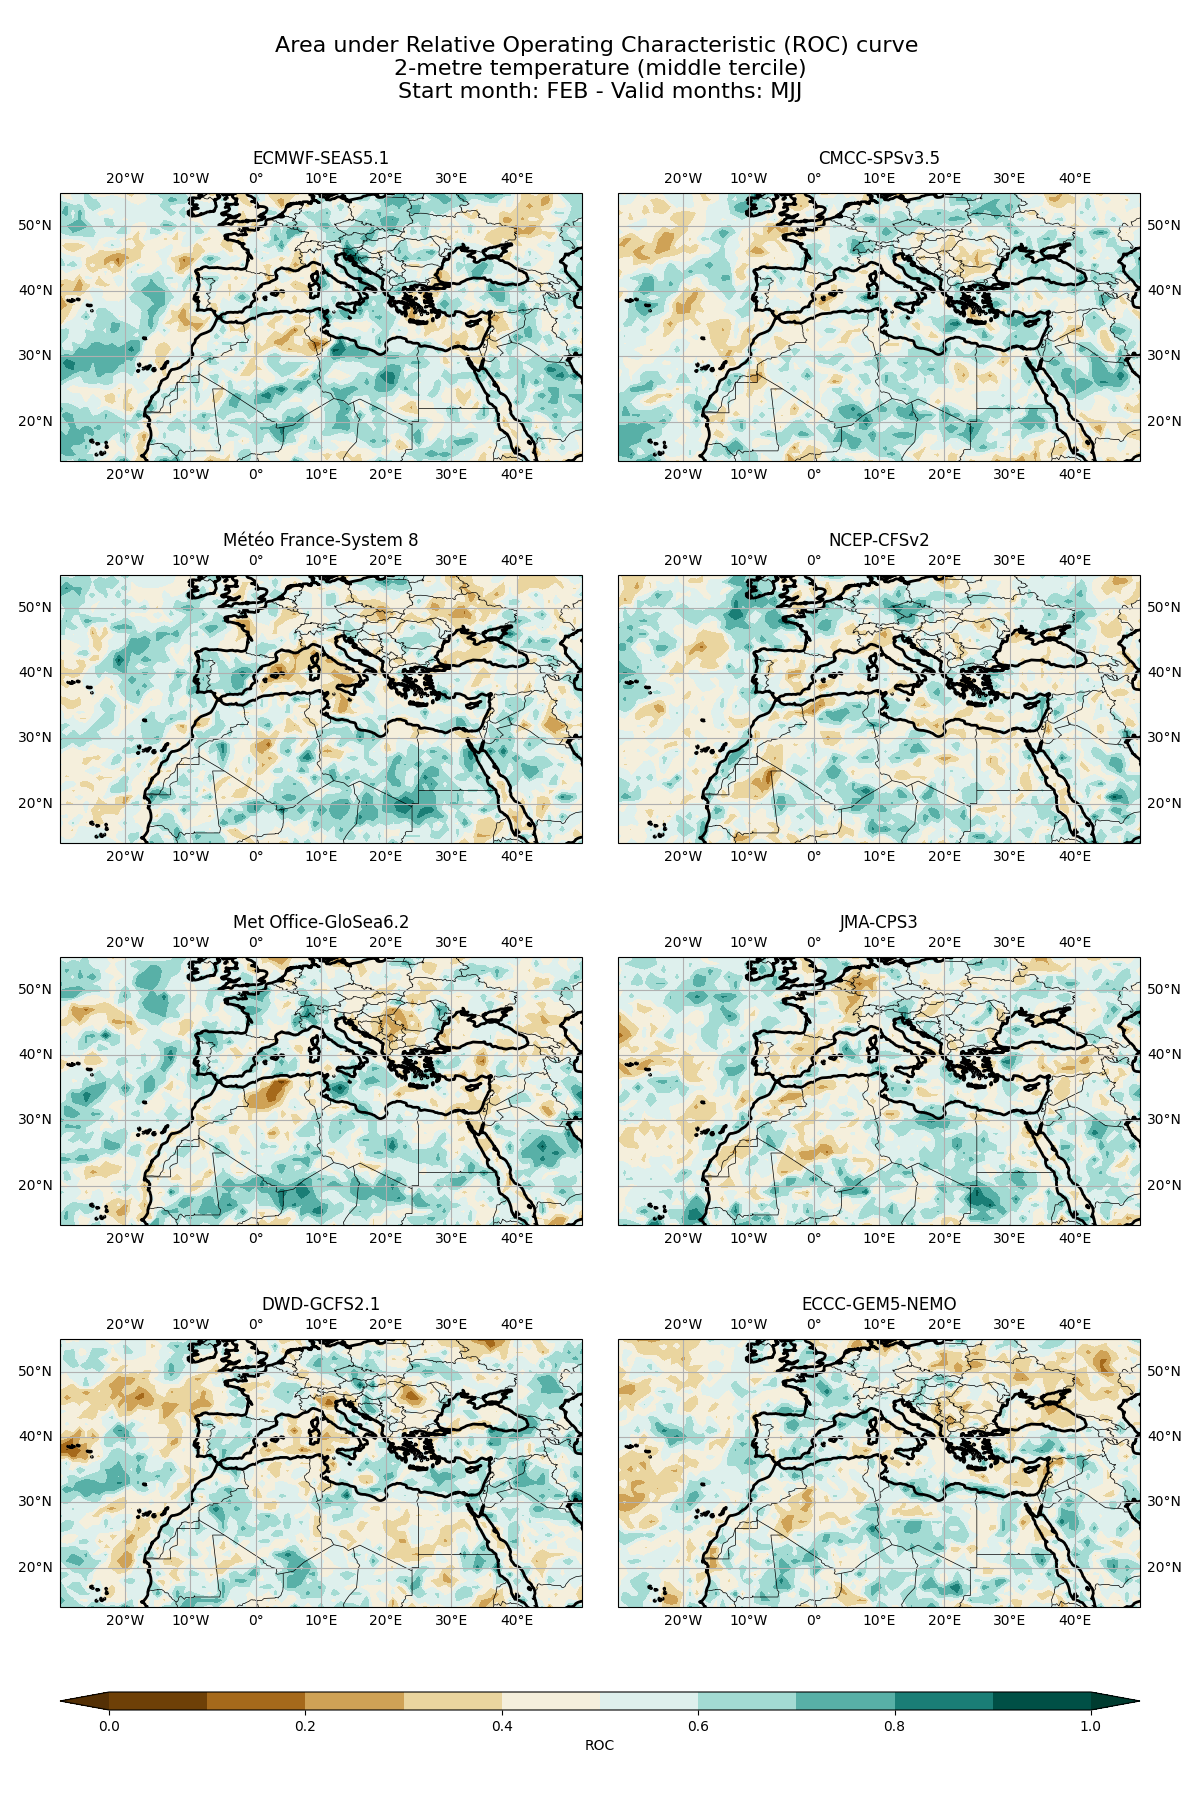 Area under Relative Operating Characteristic (ROC) curve
2-metre temperature (middle tercile)
Start month: FEB - Valid months: MJJ
ECMWF-SEAS5.1
20°W 10°W 0° 10°E 20°E 30°E 40°E
50°N
40°N
30°N
20°N
20°W 10°W 0° 10°E 20°E 30°E 40°E
CMCC-SPSv3.5
20°W 10°W 0° 10°E 20°E 30°E 40°E
50°N
40°N
30°N
20°N
20°W 10°W 0° 10°E 20°E 30°E 40°E
Météo France-System 8
20°W 10°W 0° 10°E 20°E 30°E 40°E
50°N
40°N
30°N
20°N
20°W 10°W 0° 10°E 20°E 30°E 40°E
NCEP-CFSv2
20°W 10°W 0° 10°E 20°E 30°E 40°E
50°N
40°N
30°N
20°N
20°W 10°W 0° 10°E 20°E 30°E 40°E
Met Office-GloSea6.2
20°W 10°W 0° 10°E 20°E 30°E 40°E
50°N
40°N
30°N
20°N
20°W 10°W 0° 10°E 20°E 30°E 40°E
JMA-CPS3
20°W 10°W 0° 10°E 20°E 30°E 40°E
50°N
40°N
30°N
20°N
20°W 10°W 0° 10°E 20°E 30°E 40°E
DWD-GCFS2.1
20°W 10°W 0° 10°E 20°E 30°E 40°E
50°N
40°N
30°N
20°N
20°W 10°W 0° 10°E 20°E 30°E 40°E
ECCC-GEM5-NEMO
20°W 10°W 0° 10°E 20°E 30°E 40°E
50°N
40°N
30°N
20°N
20°W 10°W 0° 10°E 20°E 30°E 40°E
0.0 0.2 0.4 0.6 0.8 1.0
ROC